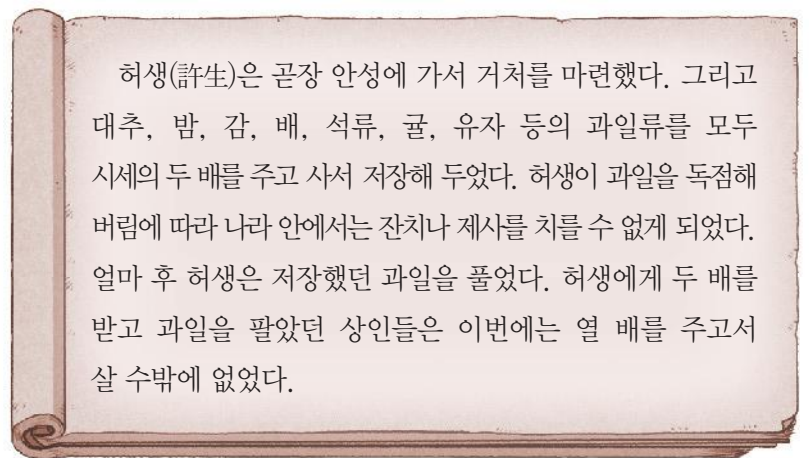 허생(許生)은 곧장 안성에 가서 거처를 마련했다. 그리고
대추, 밤, 감, 배, 석류, 귤, 유자 등의 과일류를 모두
시세의 두 배를 주고 사서 저장해 두었다. 허생이 과일을 독점해
버림에 따라 나라 안에서는 잔치나 제사를 치를 수 없게 되었다.
얼마 후 허생은 저장했던 과일을 풀었다. 허생에게 두 배를
받고 과일을 팔았던 상인들은 이번에는 열 배를 주고서
살 수밖에 없었다.